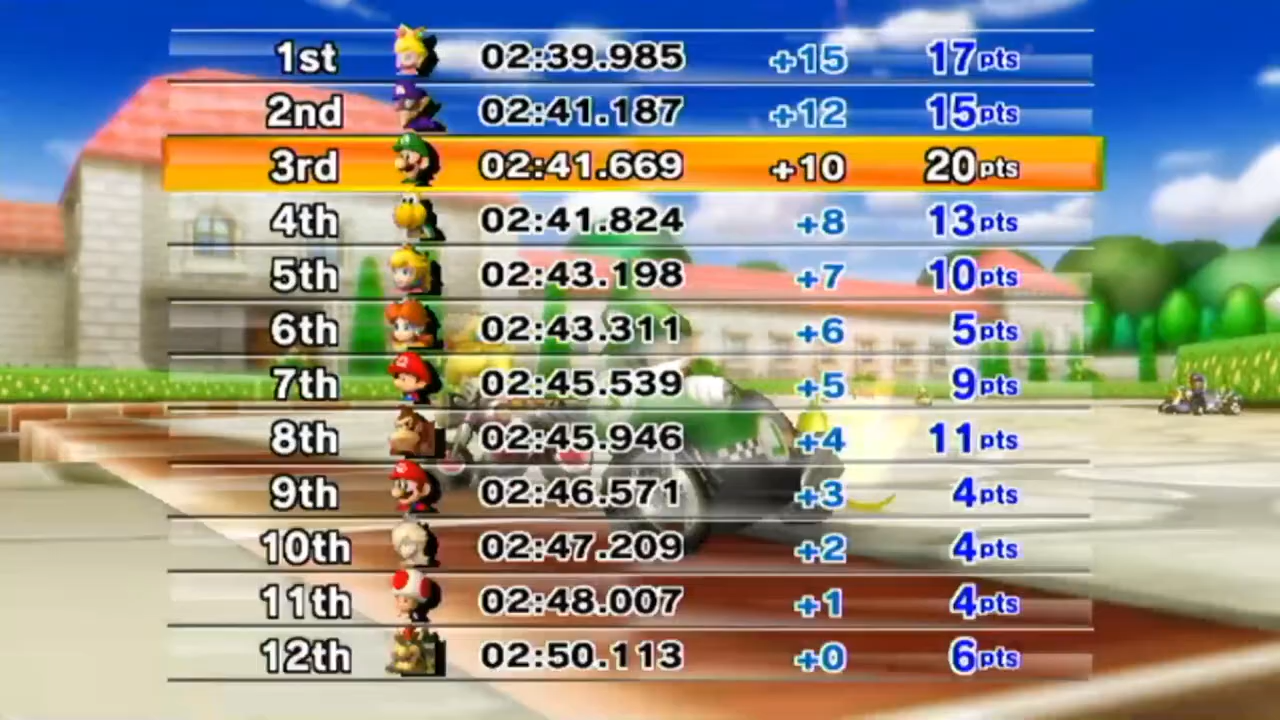 1st 02:39.985 +15 17pts
2nd 02:41.187 +12 15pts
3rd 02:41.669 +10 20pts
4th 02:41.824 +8 13pts
5th 02:43.198 +7 10pts
6th 02:43.311 +6 5pts
7th 02:45.539 +5 9pts
8th 02:45.946 +4 11pts
9th 02:46.571 +3 4pts
10th 02:47.209 +2 4pts
11th 02:48.007 +1 4pts
12th 02:50.113 +0 6pts